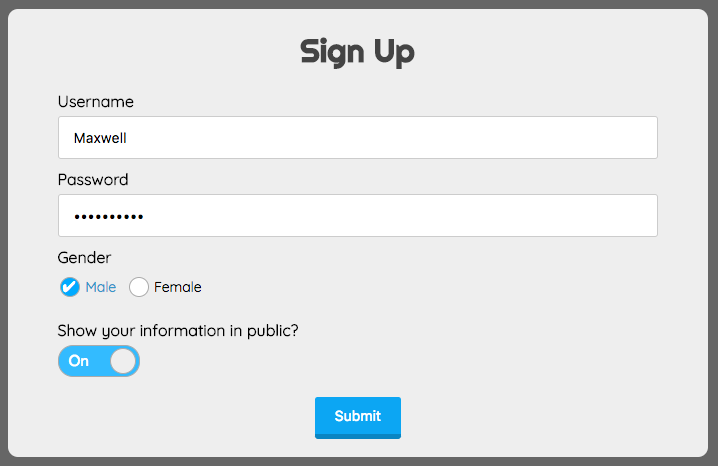 Sign Up
Username
Maxwell
Password
••••••••••
Gender
Male Female
Show your information in public?
On
Submit